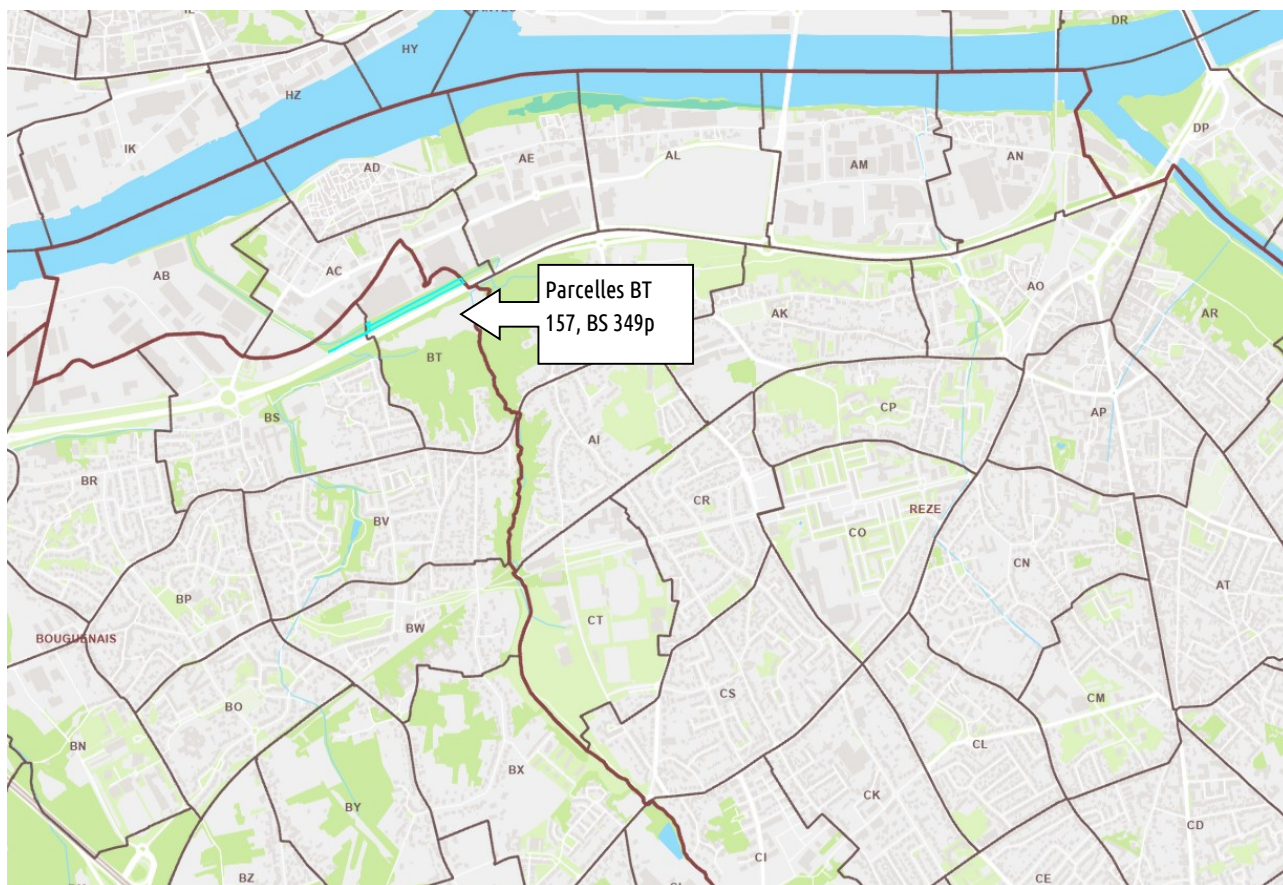 DR
HY
HZ
DP
IK
AE
AL
AM
AN
AD
AB
AC
Parcelles BT
157, BS 349p
AO
AK
AR
BT
BS
CP
AP
AI
BR
CR
BV
CO
REZE
CN
AT
BP
BW
CT
BOUGUENAIS
BO
CS
CM
BN
CL
BX
BY
CK
CD
CI
BZ
CE